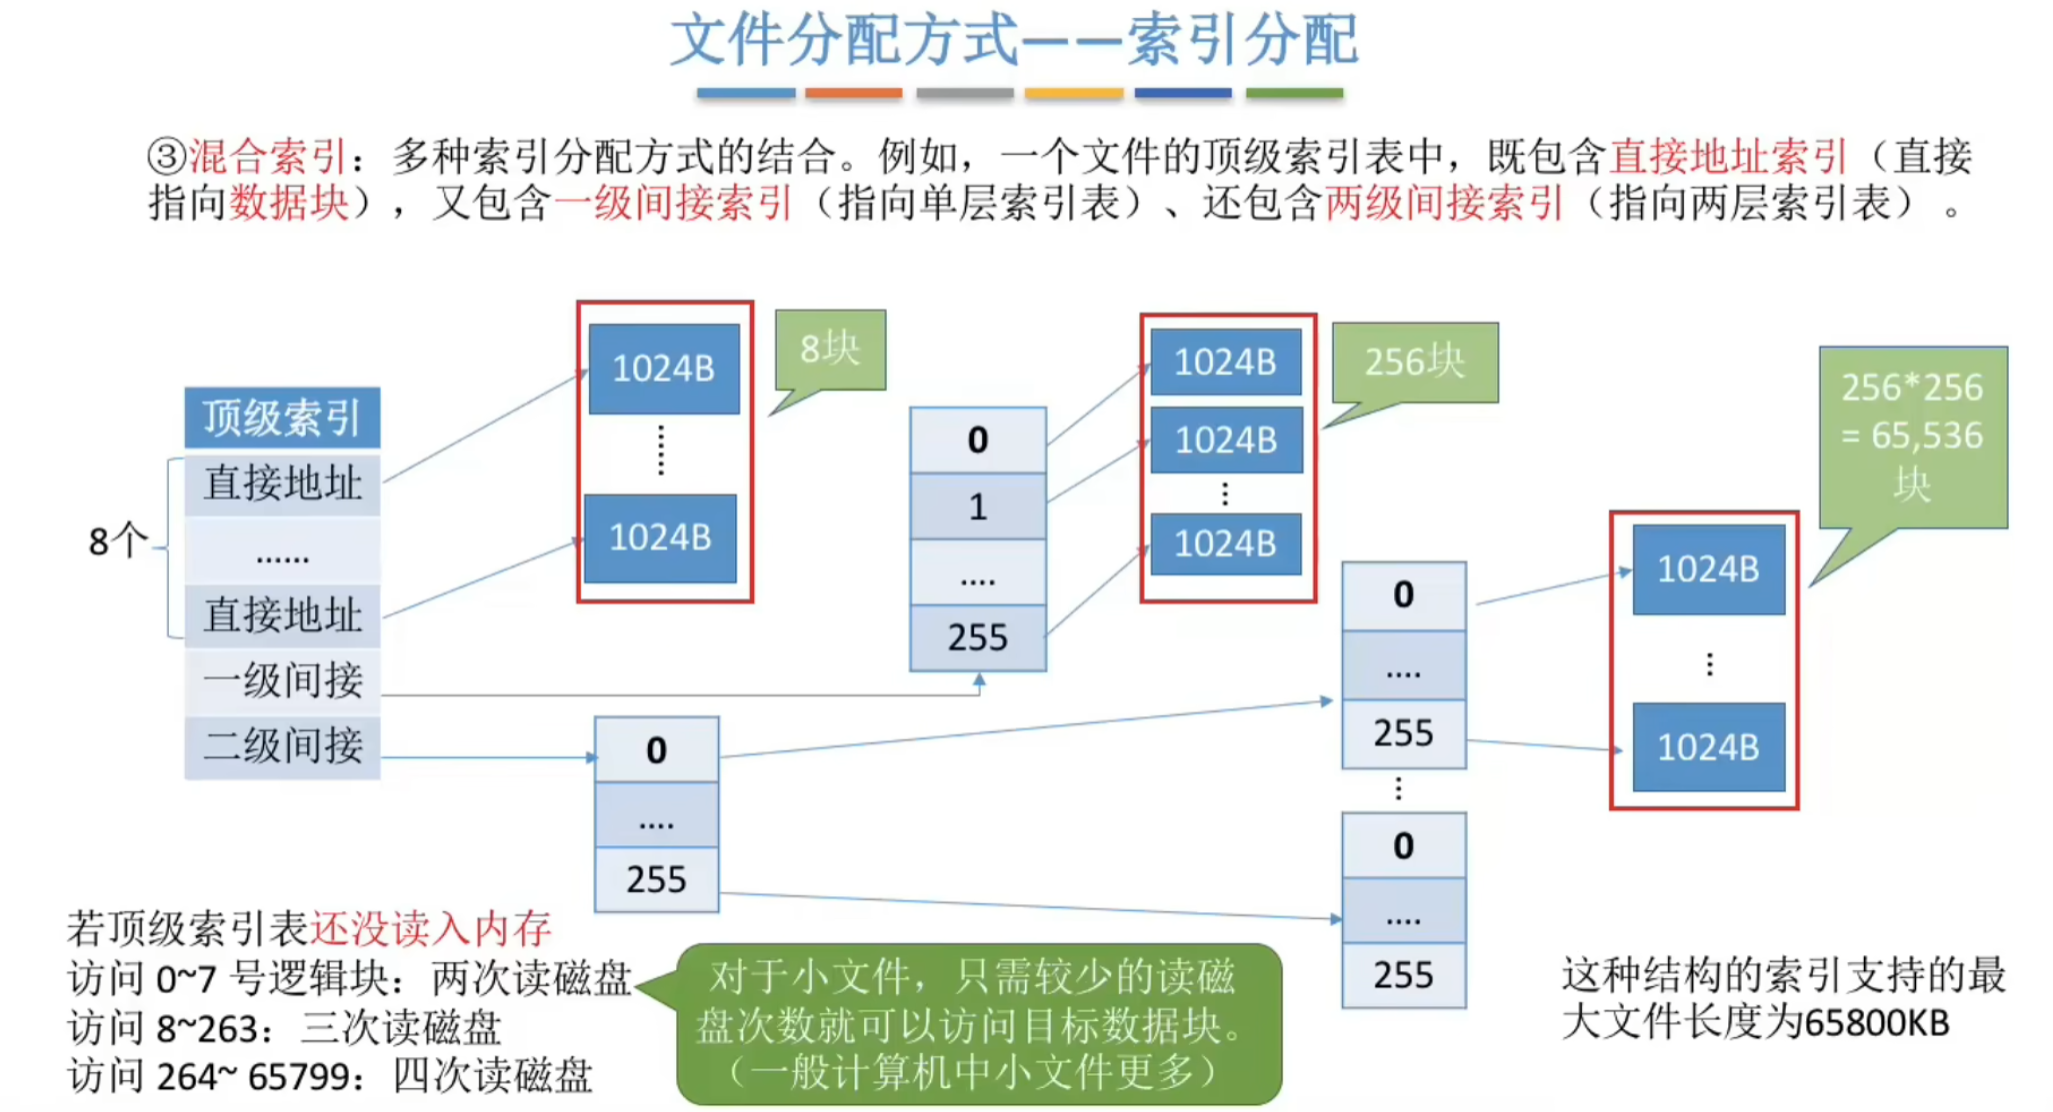 文件分配方式——索引分配
③混合索引：多种索引分配方式的结合。例如，一个文件的顶级索引表中，既包含直接地址索引（直接
指向数据块），又包含一级间接索引（指向单层索引表）、还包含两级间接索引（指向两层索引表）。
8个
顶级索引
直接地址
......
直接地址
一级间接
二级间接
1024B
1024B
8块
0
1
....
255
1024B
1024B
1024B
256块
0
....
255
0
....
255
0
....
255
1024B
1024B
256*256
= 65,536
块
若顶级索引表还没读入内存
访问 0~7 号逻辑块：两次读磁盘
访问 8~263：三次读磁盘
访问 264~ 65799：四次读磁盘
对于小文件，只需较少的读磁
盘次数就可以访问目标数据块。
（一般计算机中小文件更多）
这种结构的索引支持的最
大文件长度为65800KB